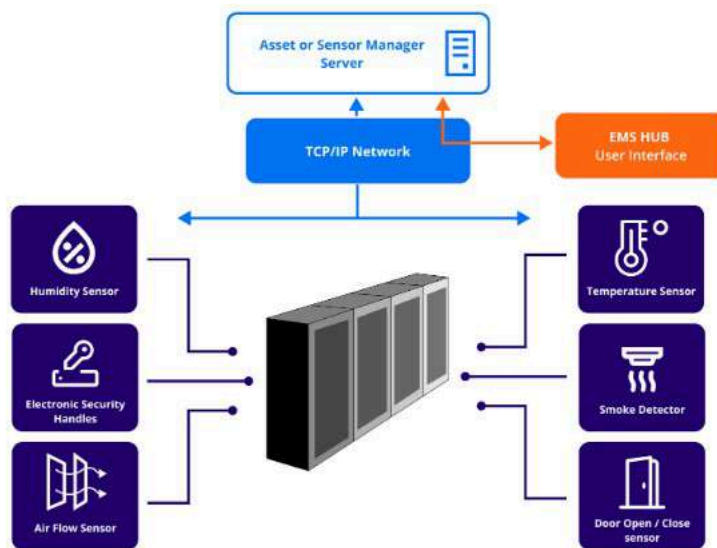 Asset or Sensor Manager
Server
TCP/IP Network
EMS HUB
User Interface
Humidity Sensor
Temperature Sensor
Electronic Security
Handles
Smoke Detector
Air Flow Sensor
Door Open / Close
sensor